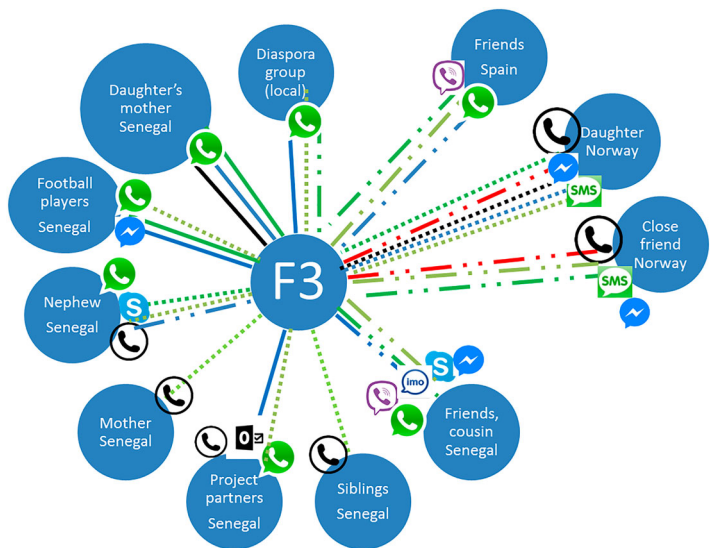 Diaspora
group
(local)
Friends
Spain
Daughter's
mother
Senegal
Daughter
Norway
SMS
Football
players
Senegal
Close
friend
Norway
SMS
F3
Nephew
Senegal
S
S
imo
Mother
Senegal
Friends,
cousin
Senegal
0
Project
partners
Senegal
Siblings
Senegal